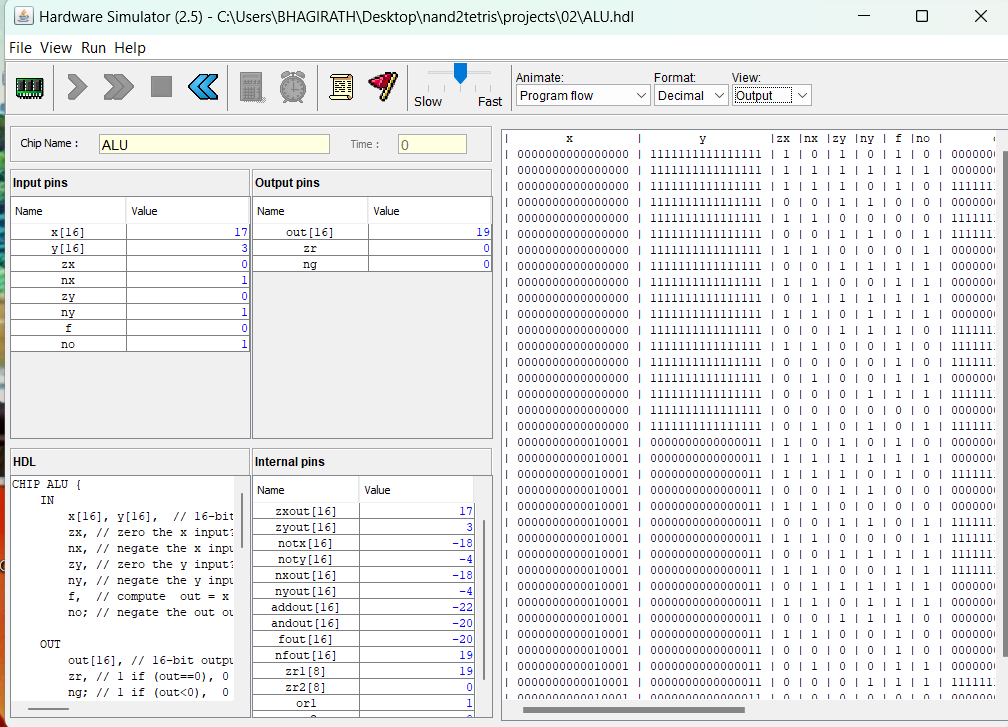 Hardware Simulator (2.5) - C:\Users\BHAGIRATH\Desktop\nand2tetris\projects\02\ALU.hdl
File View Run Help
Slow Fast
Animate: Format: View:
Program flow Decimal Output
Chip Name : ALU Time : 0
Input pins
Name Value
x[16] 17
y[16] 3
zx 0
nx 1
zy 0
ny 1
f 0
no 1
Output pins
Name Value
out[16] 19
zr 0
ng 0
HDL
CHIP ALU {
IN
x[16], y[16], // 16-bit
zx, // zero the x input?
nx, // negate the x inpu
zy, // zero the y input?
ny, // negate the y inpu
f, // compute out = x
no; // negate the out ou
OUT
out[16], // 16-bit outpu
zr, // 1 if (out==0), 0
ng; // 1 if (out<0), 0
Internal pins
Name Value
zxout[16] 17
zyout[16] 3
notx[16] -18
noty[16] -4
nxout[16] -18
nyout[16] -4
addout[16] -22
andout[16] -20
fout[16] -20
nfout[16] 19
zr1[8] 19
zr2[8] 0
or1 1
| x | y |zx |nx |zy |ny | f |no |
| 0000000000000000 | 1111111111111111 | 1 | 0 | 1 | 0 | 1 | 0 | 000000
| 0000000000000000 | 1111111111111111 | 1 | 1 | 1 | 1 | 1 | 1 | 000000
| 0000000000000000 | 1111111111111111 | 1 | 1 | 1 | 0 | 1 | 0 | 111111
| 0000000000000000 | 1111111111111111 | 0 | 0 | 1 | 1 | 0 | 0 | 000000
| 0000000000000000 | 1111111111111111 | 1 | 1 | 0 | 0 | 0 | 0 | 111111
| 0000000000000000 | 1111111111111111 | 0 | 0 | 1 | 1 | 0 | 1 | 111111
| 0000000000000000 | 1111111111111111 | 1 | 1 | 0 | 0 | 0 | 1 | 000000
| 0000000000000000 | 1111111111111111 | 0 | 0 | 1 | 1 | 1 | 1 | 000000
| 0000000000000000 | 1111111111111111 | 1 | 1 | 0 | 0 | 1 | 1 | 000000
| 0000000000000000 | 1111111111111111 | 0 | 1 | 1 | 1 | 1 | 1 | 000000
| 0000000000000000 | 1111111111111111 | 1 | 1 | 0 | 1 | 1 | 1 | 000000
| 0000000000000000 | 1111111111111111 | 0 | 0 | 1 | 1 | 1 | 0 | 111111
| 0000000000000000 | 1111111111111111 | 1 | 1 | 0 | 0 | 1 | 0 | 111111
| 0000000000000000 | 1111111111111111 | 0 | 0 | 0 | 0 | 1 | 0 | 111111
| 0000000000000000 | 1111111111111111 | 0 | 1 | 0 | 0 | 1 | 1 | 000000
| 0000000000000000 | 1111111111111111 | 0 | 0 | 0 | 1 | 1 | 1 | 111111
| 0000000000000000 | 1111111111111111 | 0 | 0 | 0 | 0 | 0 | 0 | 000000
| 0000000000000000 | 1111111111111111 | 0 | 1 | 0 | 1 | 0 | 1 | 111111
| 0000000000010001 | 0000000000000011 | 1 | 0 | 1 | 0 | 1 | 0 | 000000
| 0000000000010001 | 0000000000000011 | 1 | 1 | 1 | 1 | 1 | 1 | 000000
| 0000000000010001 | 0000000000000011 | 1 | 1 | 1 | 0 | 1 | 0 | 111111
| 0000000000010001 | 0000000000000011 | 0 | 0 | 1 | 1 | 0 | 0 | 000000
| 0000000000010001 | 0000000000000011 | 1 | 1 | 0 | 0 | 0 | 0 | 000000
| 0000000000010001 | 0000000000000011 | 0 | 0 | 1 | 1 | 0 | 1 | 111111
| 0000000000010001 | 0000000000000011 | 1 | 1 | 0 | 0 | 0 | 1 | 111111
| 0000000000010001 | 0000000000000011 | 0 | 0 | 1 | 1 | 1 | 1 | 111111
| 0000000000010001 | 0000000000000011 | 1 | 1 | 0 | 0 | 1 | 1 | 111111
| 0000000000010001 | 0000000000000011 | 0 | 1 | 1 | 1 | 1 | 1 | 000000
| 0000000000010001 | 0000000000000011 | 1 | 1 | 0 | 1 | 1 | 1 | 000000
| 0000000000010001 | 0000000000000011 | 0 | 0 | 1 | 1 | 1 | 0 | 000000
| 0000000000010001 | 0000000000000011 | 1 | 1 | 0 | 0 | 1 | 0 | 000000
| 0000000000010001 | 0000000000000011 | 0 | 0 | 0 | 0 | 1 | 0 | 000000
| 0000000000010001 | 0000000000000011 | 0 | 1 | 0 | 0 | 1 | 1 | 000000
| 0000000000010001 | 0000000000000011 | 0 | 0 | 0 | 1 | 1 | 1 | 111111
| 0000000000010001 | 0000000000000011 | 0 | 0 | 0 | 0 | 0 | 0 | 000000